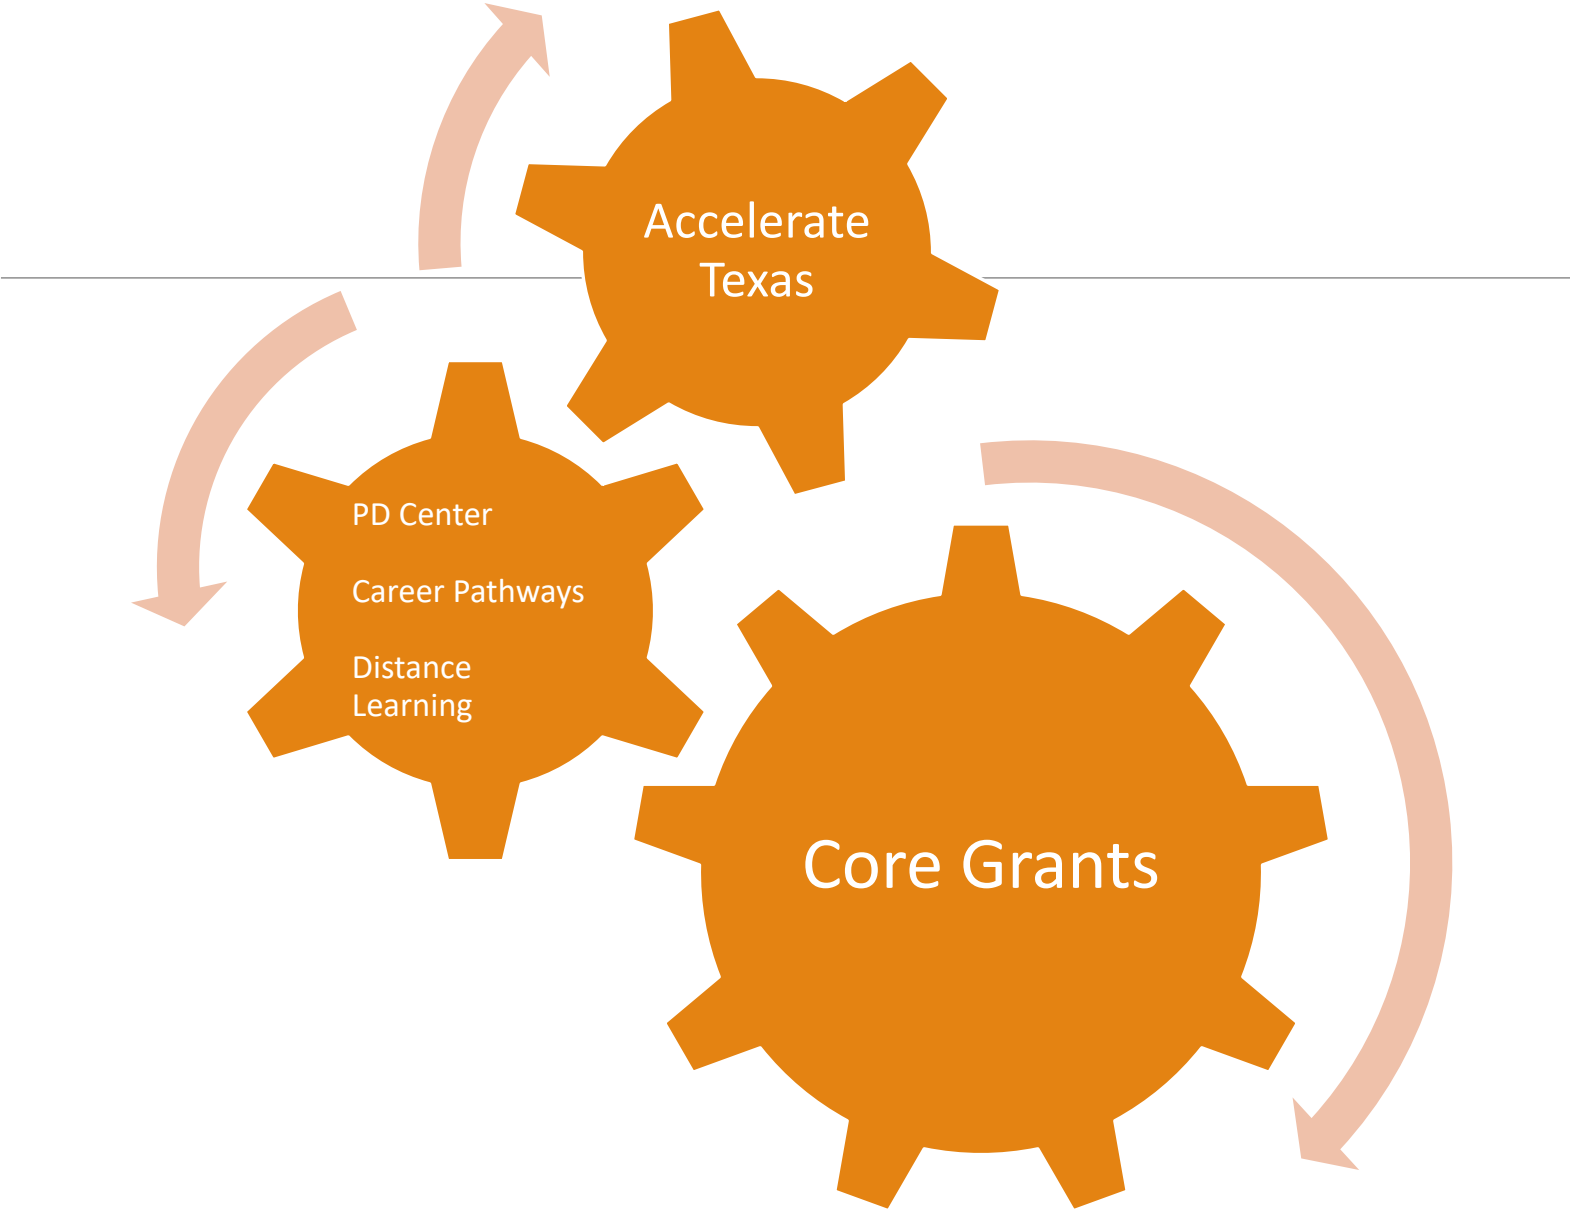 Accelerate
Texas
PD Center
Career Pathways
Distance
Learning
Core Grants